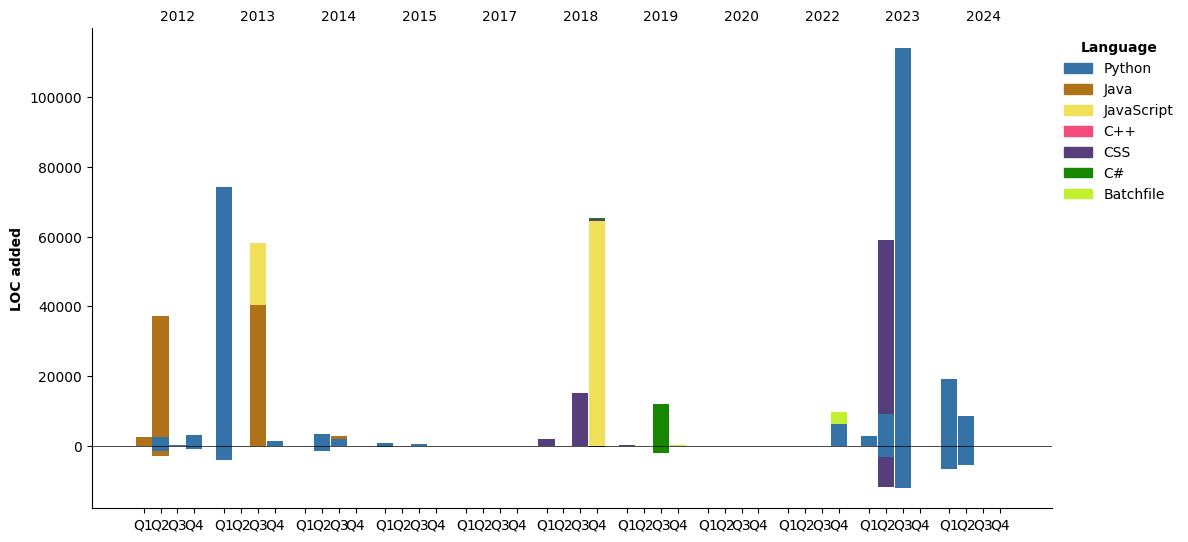 2012 2013 2014 2015 2017 2018 2019 2020 2022 2023 2024
Language
Python
Java
JavaScript
C++
CSS
C#
Batchfile
LOC added
100000
80000
60000
40000
20000
0
Q1Q2Q3Q4 Q1Q2Q3Q4 Q1Q2Q3Q4 Q1Q2Q3Q4 Q1Q2Q3Q4 Q1Q2Q3Q4 Q1Q2Q3Q4 Q1Q2Q3Q4 Q1Q2Q3Q4 Q1Q2Q3Q4 Q1Q2Q3Q4